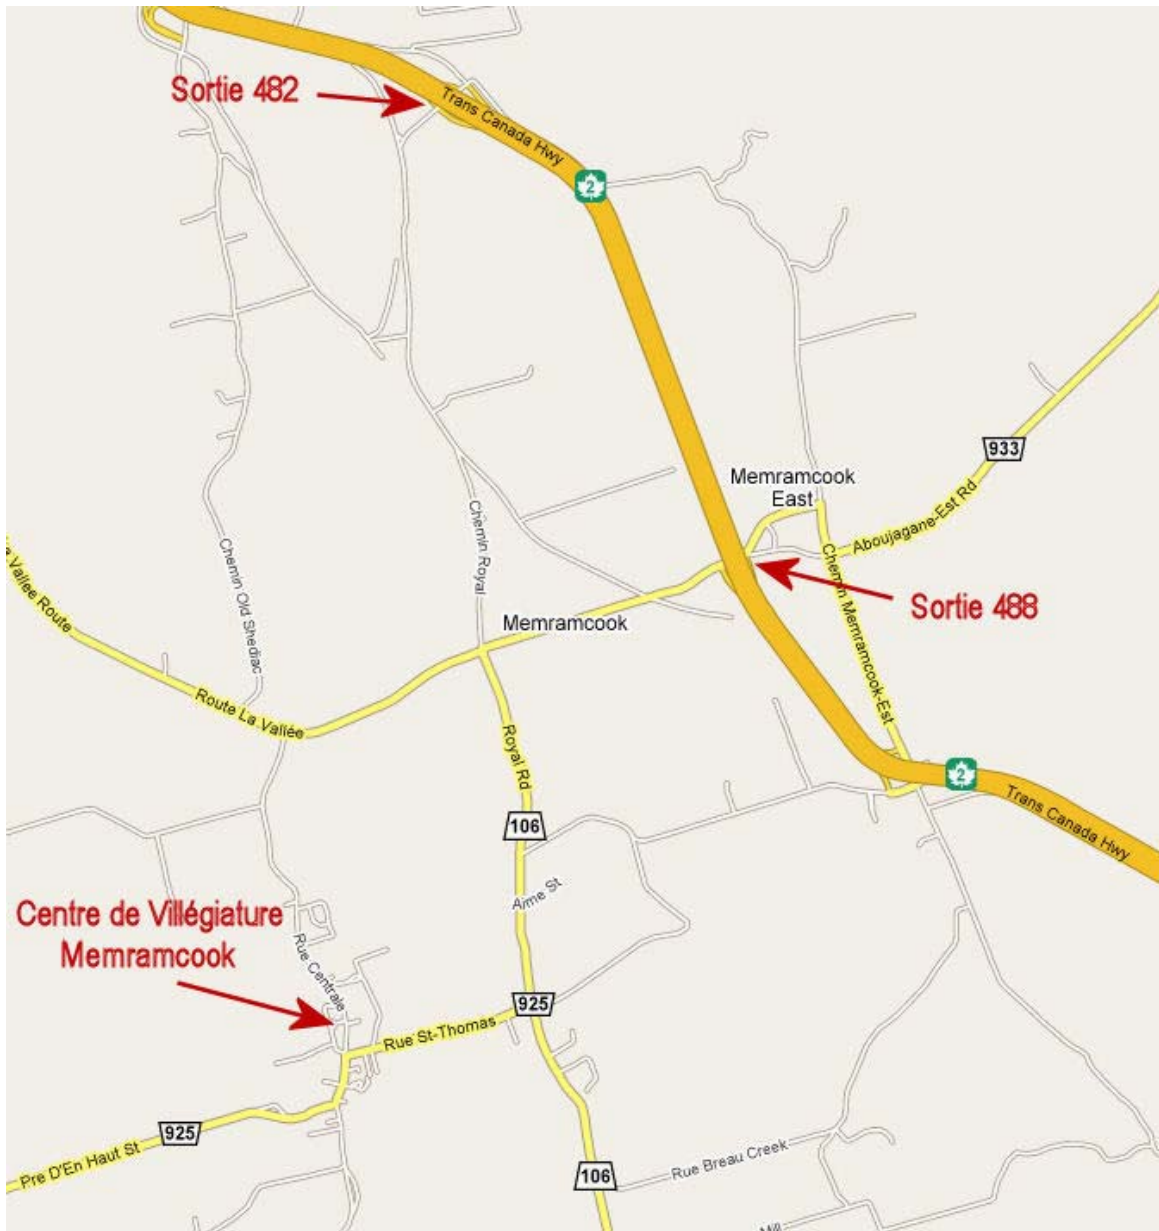 Sortie 482
Trans Canada Hwy
2
933
Memramcook
East
Aboujagane-Est Rd
Chemin Royal
Chemin Old Shediac
Chemin Memramcook-Est
Sortie 488
Vallee Route
Memramcook
Route La Vallée
Royal Rd
2
Trans Canada Hwy
106
Aime St
Centre de Villégiature
Memramcook
Rue Centrale
925
Rue St-Thomas
925
Pre D'En Haut St
Rue Breau Creek
106
Mill